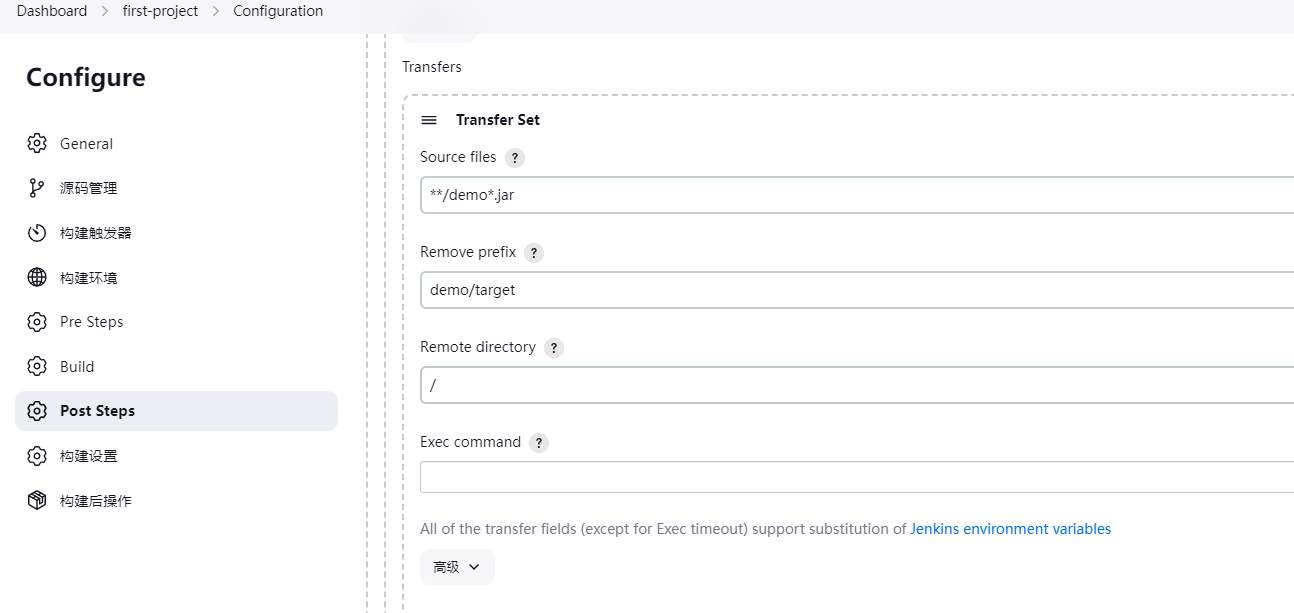 Dashboard > first-project > Configuration
Configure
General
源码管理
构建触发器
构建环境
Pre Steps
Build
Post Steps
构建设置
构建后操作
Transfers
Transfer Set
Source files ?
**/demo*.jar
Remove prefix ?
demo/target
Remote directory ?
/
Exec command ?
All of the transfer fields (except for Exec timeout) support substitution of Jenkins environment variables
高级